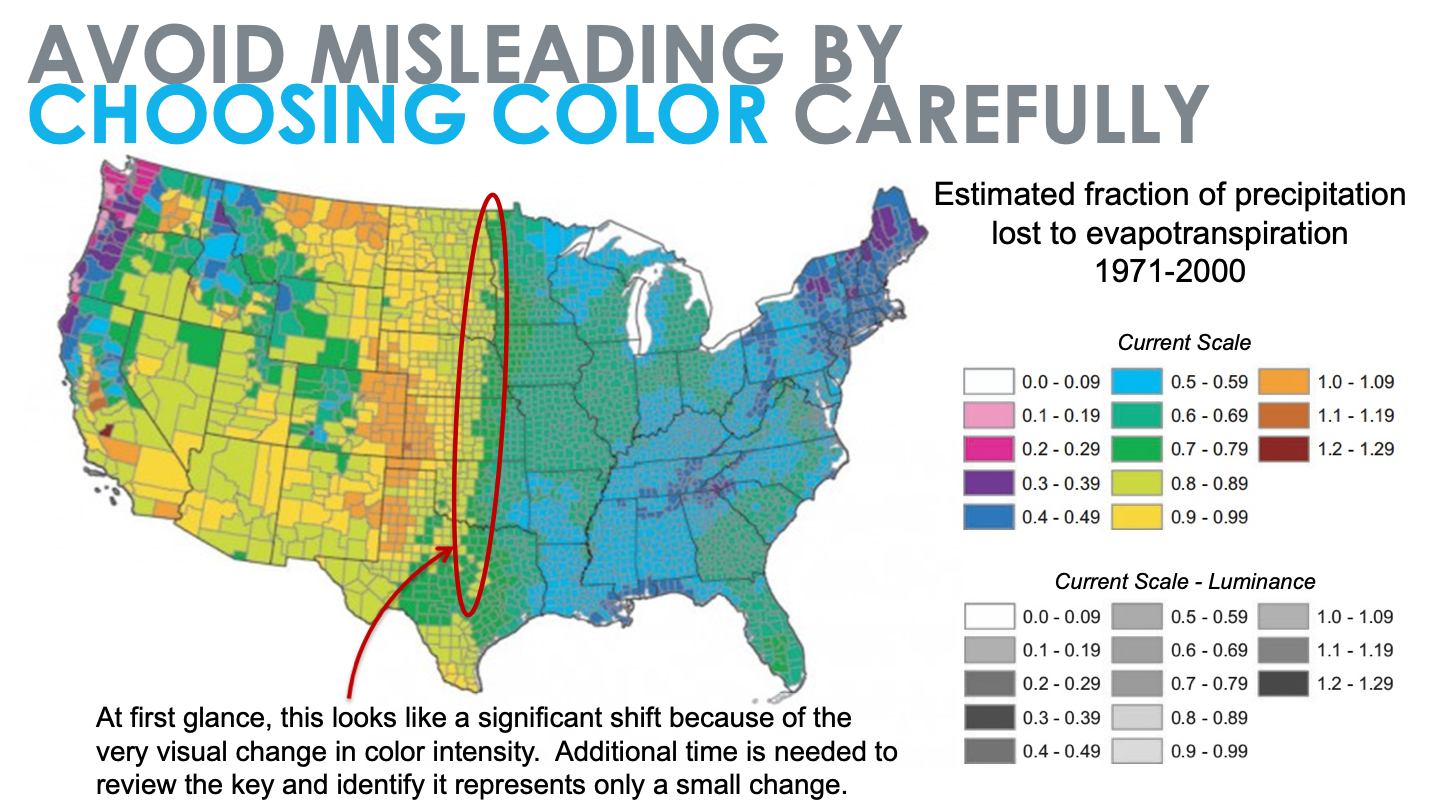 AVOID MISLEADING BY
CHOOSING COLOR CAREFULLY
Estimated fraction of precipitation
lost to evapotranspiration
1971-2000
Current Scale
0.0 - 0.09
0.5 - 0.59
1.0 - 1.09
0.1 - 0.19
0.6 - 0.69
1.1 - 1.19
0.2 - 0.29
0.7 - 0.79
1.2 - 1.29
0.3 - 0.39
0.8 - 0.89
0.4 - 0.49
0.9 - 0.99
Current Scale - Luminance
0.0 - 0.09
0.5 - 0.59
1.0 - 1.09
0.1 - 0.19
0.6 - 0.69
1.1 - 1.19
0.2 - 0.29
0.7 - 0.79
1.2 - 1.29
0.3 - 0.39
0.8 - 0.89
0.4 - 0.49
0.9 - 0.99
At first glance, this looks like a significant shift because of the
very visual change in color intensity.  Additional time is needed to
review the key and identify it represents only a small change.